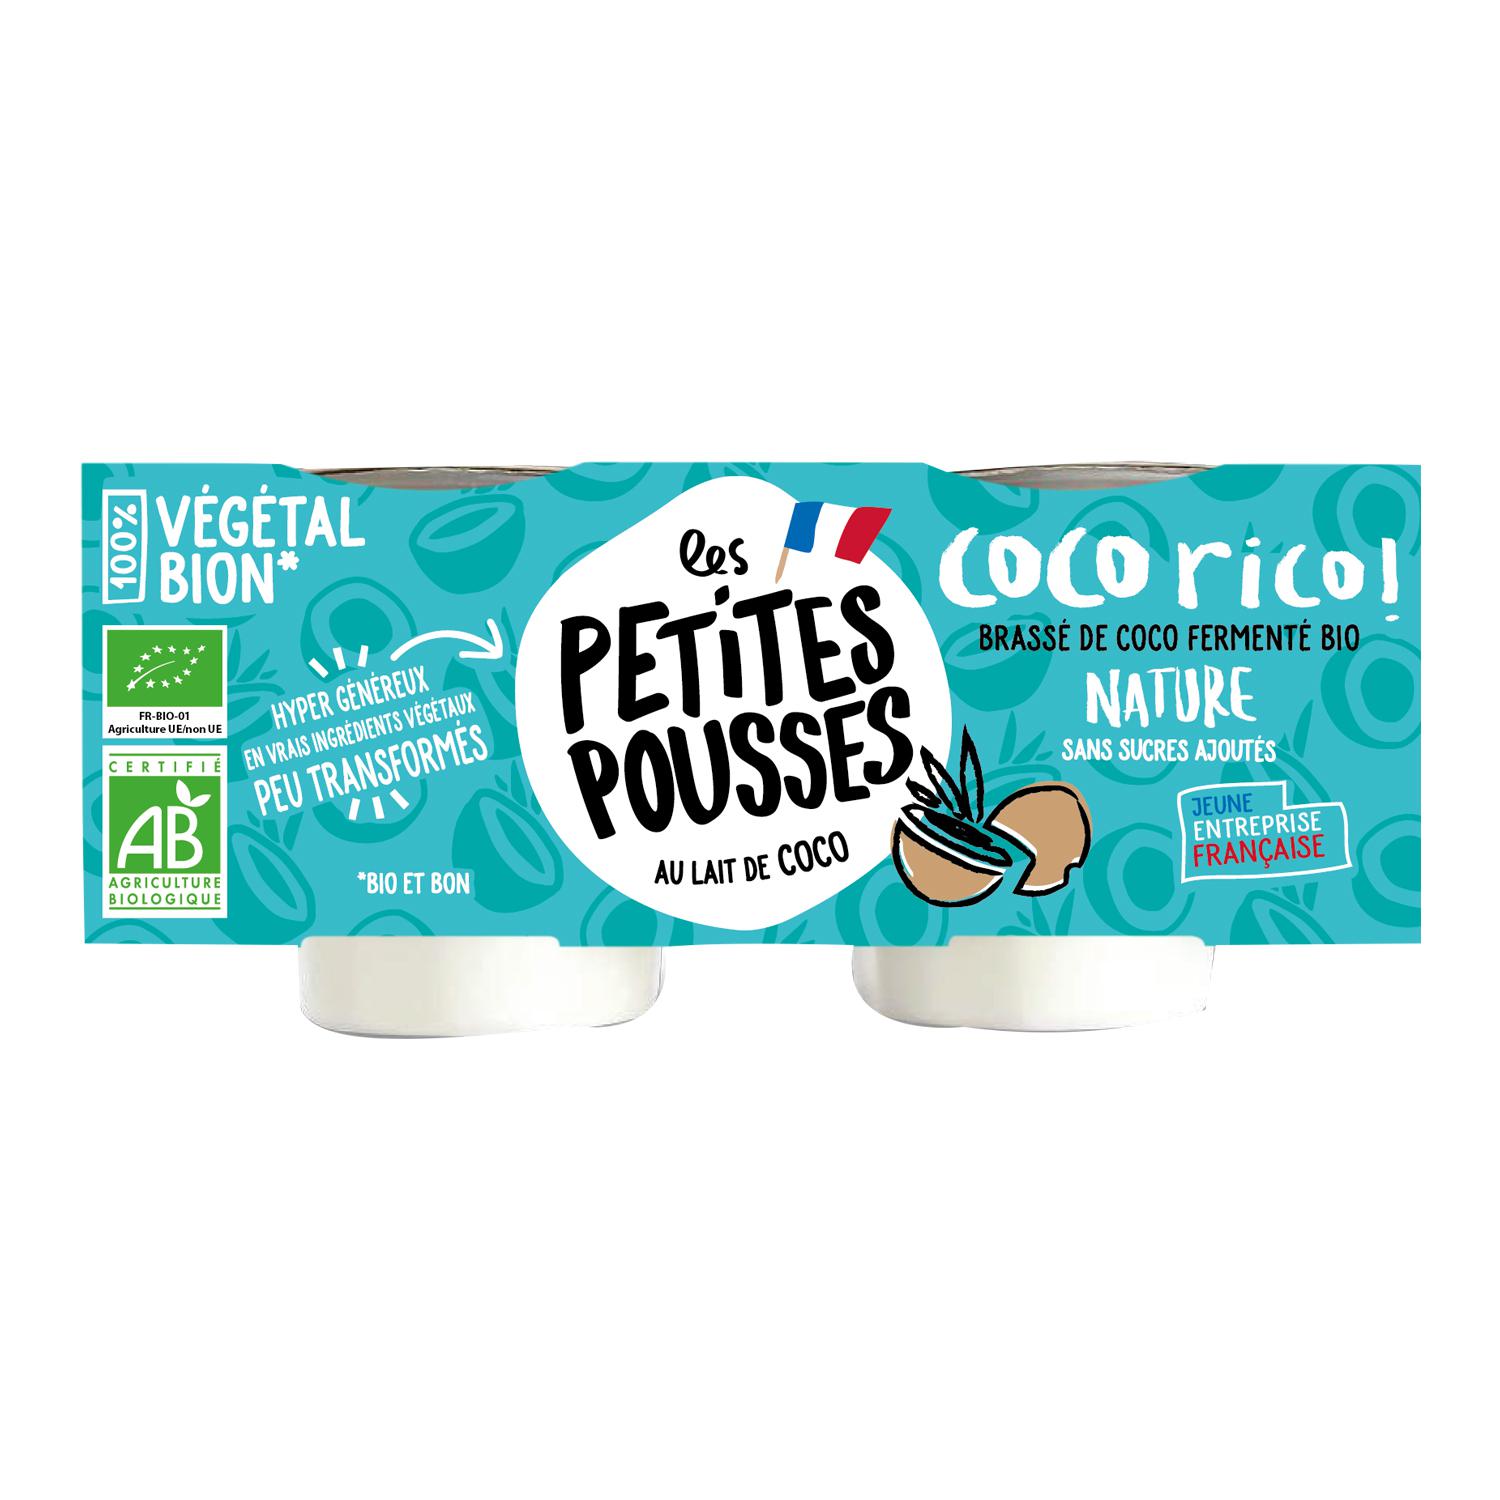 100%
VÉGÉTAL
BION*
FR-BIO-01
Agriculture UE/non UE
CERTIFIÉ
AB
AGRICULTURE
BIOLOGIQUE
HYPER GÉNÉREUX
EN VRAIS INGRÉDIENTS VÉGÉTAUX
PEU TRANSFORMÉS
*BIO ET BON
les
PETITES
POUSSES
AU LAIT DE COCO
COCO rico!
BRASSÉ DE COCO FERMENTÉ BIO
NATURE
SANS SUCRES AJOUTÉS
JEUNE
ENTREPRISE
FRANÇAISE